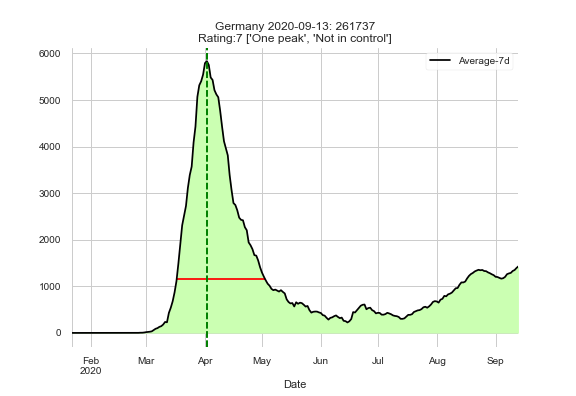 Germany 2020-09-13: 261737
Rating:7 ['One peak', 'Not in control']
Average-7d
6000
5000
4000
3000
2000
1000
0
Feb Mar Apr May Jun Jul Aug Sep
2020
Date